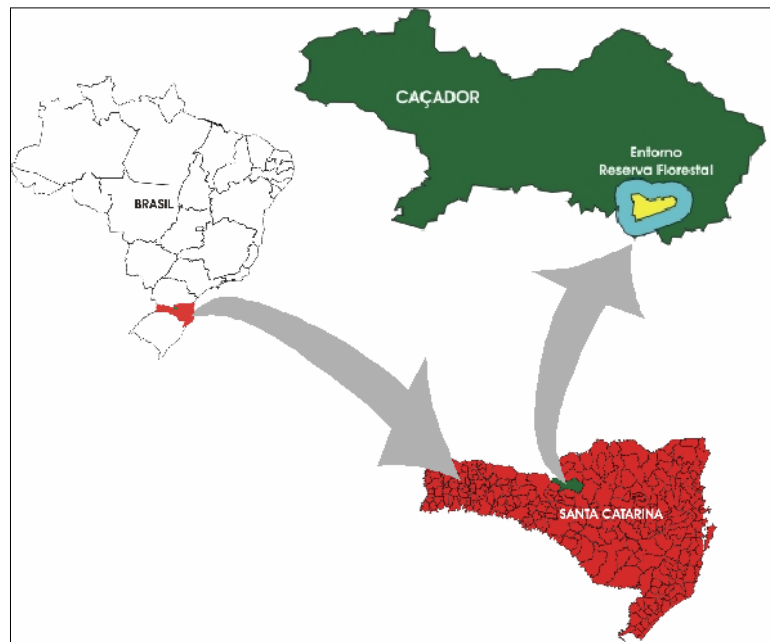 CAÇADOR
Entorno
Reserva Florestal
BRASIL
SANTA CATARINA